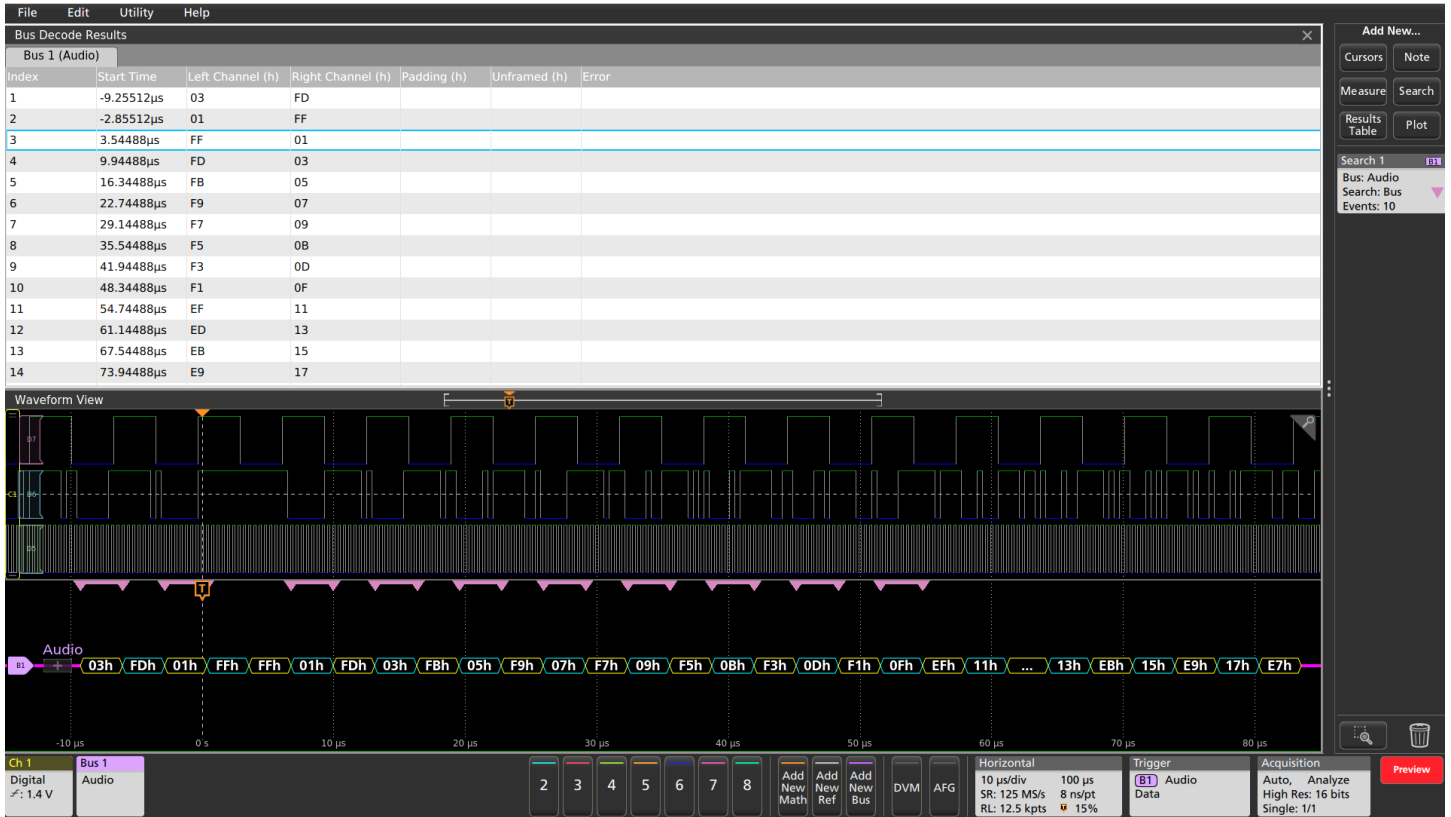 File Edit Utility Help
Bus Decode Results
Bus 1 (Audio)
Index Start Time Left Channel (h) Right Channel (h) Padding (h) Unframed (h) Error
1 -9.25512µs 03 FD
2 -2.85512µs 01 FF
3 3.54488µs FF 01
4 9.94488µs FD 03
5 16.34488µs FB 05
6 22.74488µs F9 07
7 29.14488µs F7 09
8 35.54488µs F5 0B
9 41.94488µs F3 0D
10 48.34488µs F1 0F
11 54.74488µs EF 11
12 61.14488µs ED 13
13 67.54488µs EB 15
14 73.94488µs E9 17
Waveform View
T
D7
C1 D6
D5
T
Audio
B1 + 03h FDh 01h FFh FFh 01h FDh 03h FBh 05h F9h 07h F7h 09h F5h 0Bh F3h 0Dh F1h 0Fh EFh 11h ... 13h EBh 15h E9h 17h E7h
-10 µs 0 s 10 µs 20 µs 30 µs 40 µs 50 µs 60 µs 70 µs 80 µs
Add New...
Cursors Note
Measure Search
Results Table Plot
Search 1 B1
Bus: Audio
Search: Bus
Events: 10
Ch 1
Digital
: 1.4 V
Bus 1
Audio
2 3 4 5 6 7 8
Add New Math
Add New Ref
Add New Bus
DVM AFG
Horizontal
10 µs/div 100 µs
SR: 125 MS/s 8 ns/pt
RL: 12.5 kpts 15%
Trigger
B1 Audio
Data
Acquisition
Auto, Analyze
High Res: 16 bits
Single: 1/1
Preview